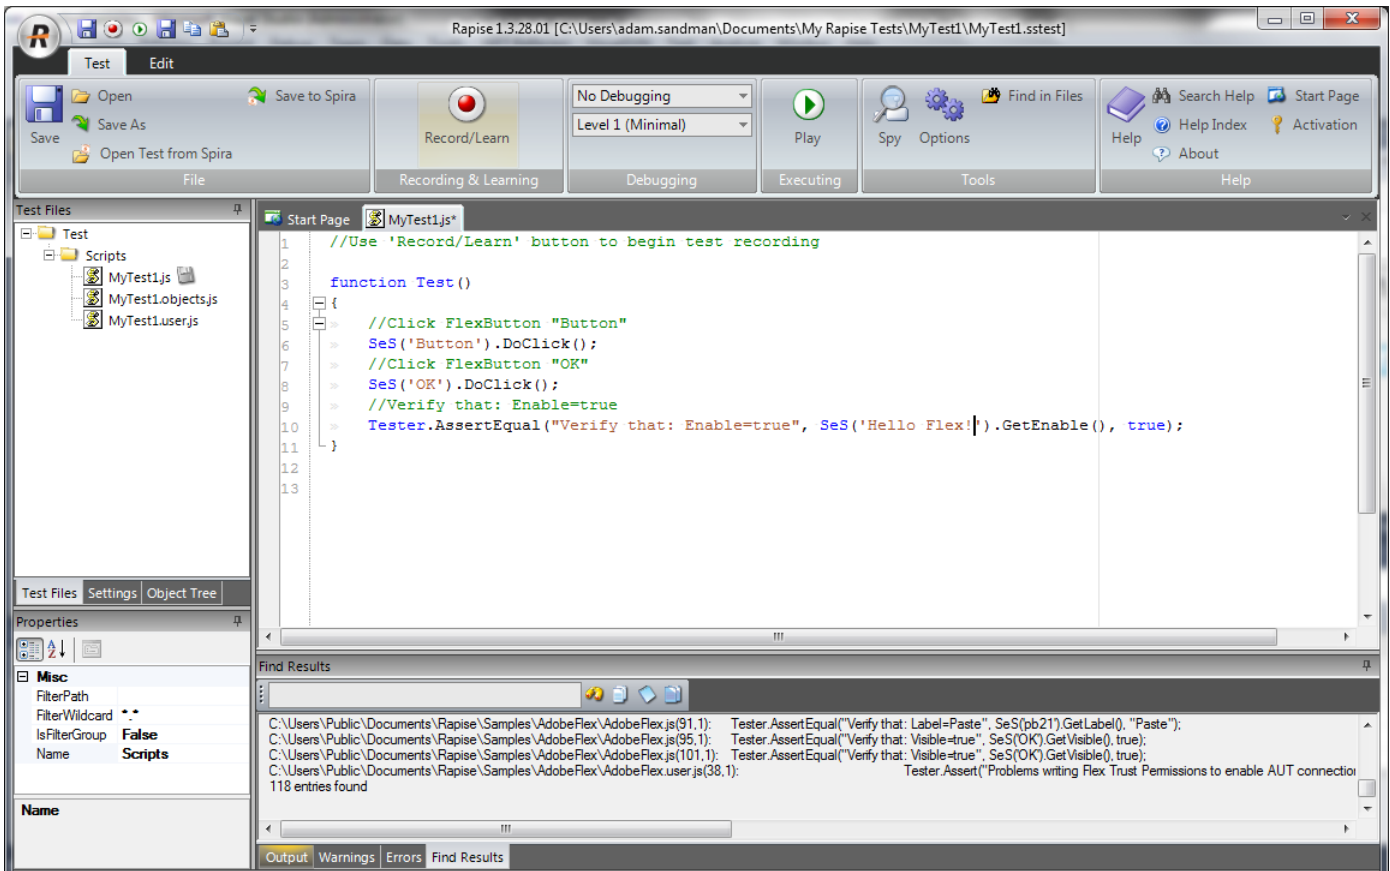 Rapise 1.3.28.01 [C:\Users\adam.sandman\Documents\My Rapise Tests\MyTest1\MyTest1.sstest]
Test Edit
Save
Open
Save As
Open Test from Spira
Save to Spira
File
Record/Learn
Recording & Learning
No Debugging
Level 1 (Minimal)
Debugging
Play
Executing
Spy
Options
Find in Files
Tools
Help
Search Help
Help Index
About
Start Page
Activation
Help
Test Files
Test
Scripts
MyTest1.js
MyTest1.objects.js
MyTest1.user.js
Test Files Settings Object Tree
Properties
Misc
FilterPath
FilterWildcard *.*
IsFilterGroup False
Name Scripts
Name
Start Page MyTest1.js*
1 //Use 'Record/Learn' button to begin test recording
2
3 function Test()
4 {
5 //Click FlexButton "Button"
6 SeS('Button').DoClick();
7 //Click FlexButton "OK"
8 SeS('OK').DoClick();
9 //Verify that: Enable=true
10 Tester.AssertEqual("Verify that: Enable=true", SeS('Hello Flex!').GetEnable(), true);
11 }
12
13
Find Results
C:\Users\Public\Documents\Rapise\Samples\AdobeFlex\AdobeFlex.js(91,1): Tester.AssertEqual("Verify that: Label=Paste", SeS('pb21').GetLabel(), "Paste");
C:\Users\Public\Documents\Rapise\Samples\AdobeFlex\AdobeFlex.js(95,1): Tester.AssertEqual("Verify that: Visible=true", SeS('OK').GetVisible(), true);
C:\Users\Public\Documents\Rapise\Samples\AdobeFlex\AdobeFlex.js(101,1): Tester.AssertEqual("Verify that: Visible=true", SeS('OK').GetVisible(), true);
C:\Users\Public\Documents\Rapise\Samples\AdobeFlex\AdobeFlex.user.js(38,1): Tester.Assert("Problems writing Flex Trust Permissions to enable AUT connection
118 entries found
Output Warnings Errors Find Results